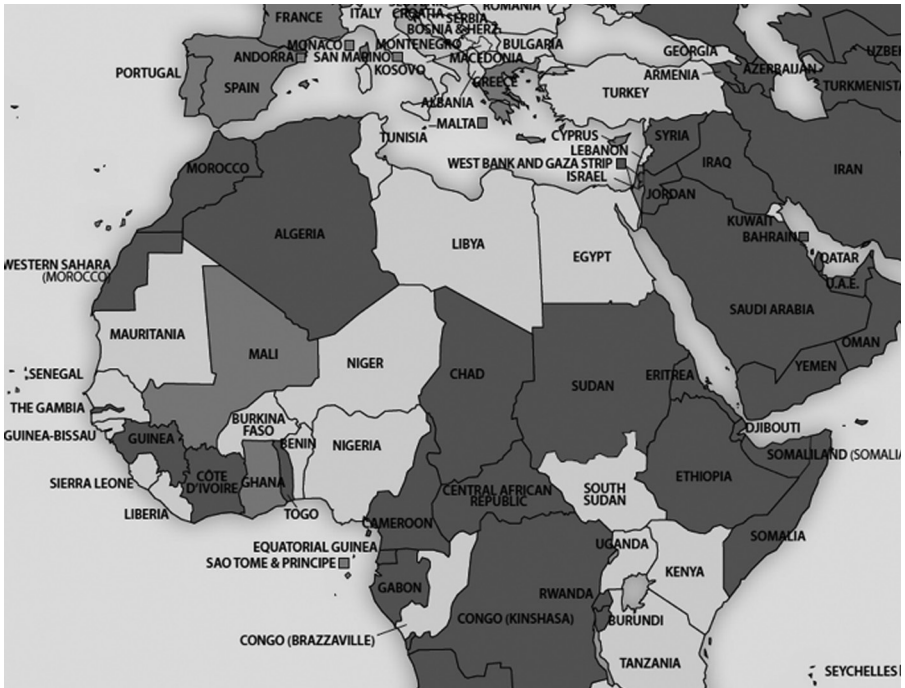 FRANCE
ITALY
CROATIA
ROMANIA
SERBIA
BOSNIA & HERZ.
MONACO
MONTENEGRO
BULGARIA
ANDORRA
SAN MARINO
MACEDONIA
KOSOVO
GEORGIA
UZBE
PORTUGAL
SPAIN
GREECE
ARMENIA
AZERBAIJAN
TURKMENISTA
TURKEY
ALBANIA
MALTA
TUNISIA
CYPRUS
SYRIA
LEBANON
WEST BANK AND GAZA STRIP
IRAQ
IRAN
ISRAEL
MOROCCO
JORDAN
KUWAIT
BAHRAIN
ALGERIA
LIBYA
EGYPT
QATAR
WESTERN SAHARA
(MOROCCO)
U.A.E.
SAUDI ARABIA
MAURITANIA
OMAN
MALI
NIGER
YEMEN
SENEGAL
CHAD
SUDAN
ERITREA
THE GAMBIA
BURKINA
FASO
DJIBOUTI
GUINEA-BISSAU
GUINEA
BENIN
NIGERIA
SOMALILAND (SOMALIA
CÔTE
D'IVOIRE
GHANA
ETHIOPIA
SIERRA LEONE
CENTRAL AFRICAN
REPUBLIC
SOUTH
SUDAN
LIBERIA
TOGO
CAMEROON
SOMALIA
EQUATORIAL GUINEA
UGANDA
SAO TOME & PRINCIPE
KENYA
GABON
RWANDA
CONGO (KINSHASA)
BURUNDI
CONGO (BRAZZAVILLE)
TANZANIA
SEYCHELLES